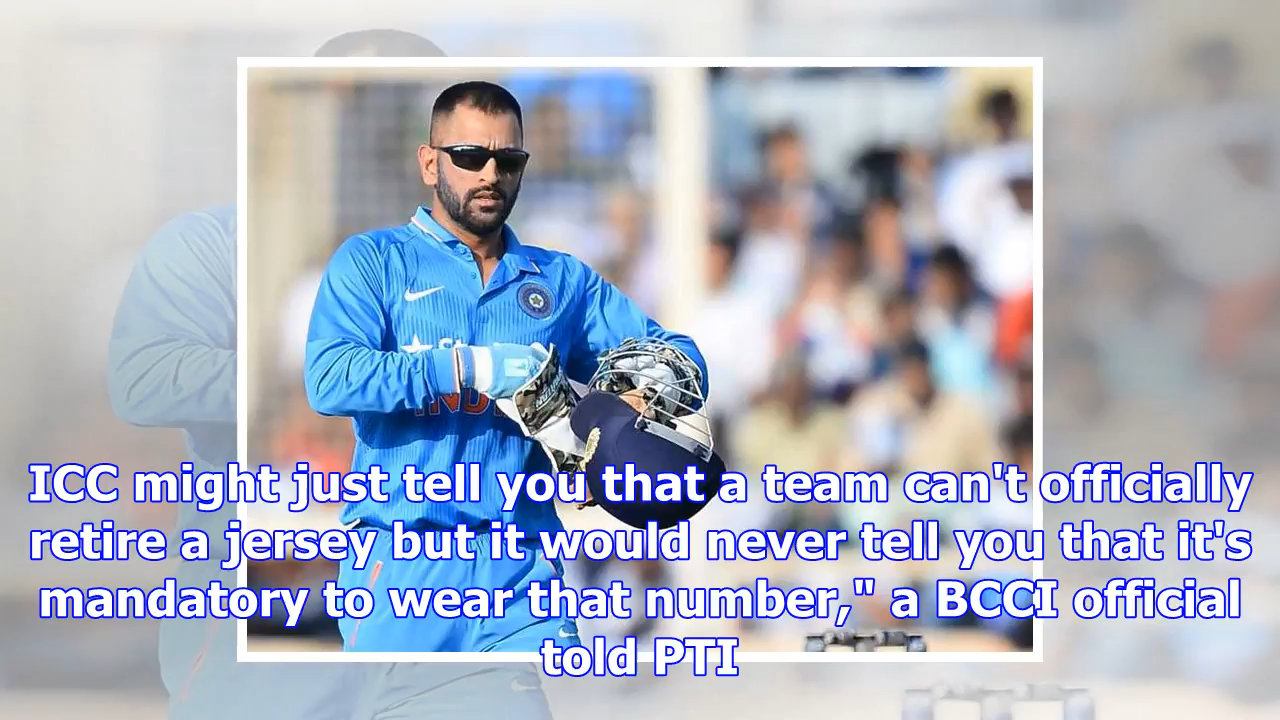 ICC might just tell you that a team can't officially
retire a jersey but it would never tell you that it's
mandatory to wear that number," a BCCI official
told PTI